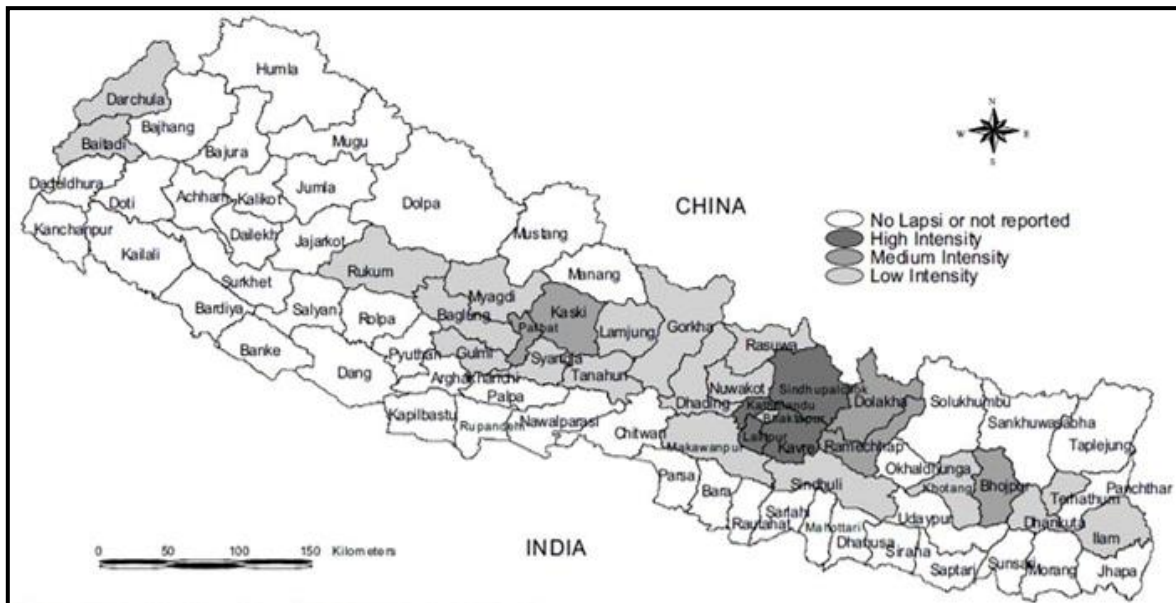 Humla
Darchula
Bajhang
Mugu
Baitadi
Bajura
Dadeldhura
Doti
Achham
Kalikot
Jumla
Dolpa
Kanchanpur
Dailekh
Jajarkot
Kailali
Mustang
Surkhet
Rukum
Manang
Myagdi
Bardiya
Salyan
Rolpa
Baglung
Parbat
Kaski
Lamjung
Gorkha
Banke
Dang
Pyuthan
Gulmi
Syangja
Tanahun
Rasuwa
Arghakhanchi
Palpa
Nuwakot
Sindhupalchok
Dolakha
Kapilbastu
Rupandehi
Nawalparasi
Dhading
Kathmandu
Bhaktapur
Solukhumbu
Sankhuwasabha
Taplejung
Chitwan
Makawanpur
Lalitpur
Kavre
Ramechhap
Okhaldhunga
Khotang
Bhojpur
Terhathum
Panchthar
Parsa
Bara
Rautahat
Sarlahi
Sindhuli
Mahottari
Dhanusa
Udaypur
Siraha
Saptari
Dhankuta
Sunsari
Morang
Ilam
Jhapa
CHINA
INDIA
N
W E
S
No Lapsi or not reported
High Intensity
Medium Intensity
Low Intensity
0 50 100 150 Kilometers